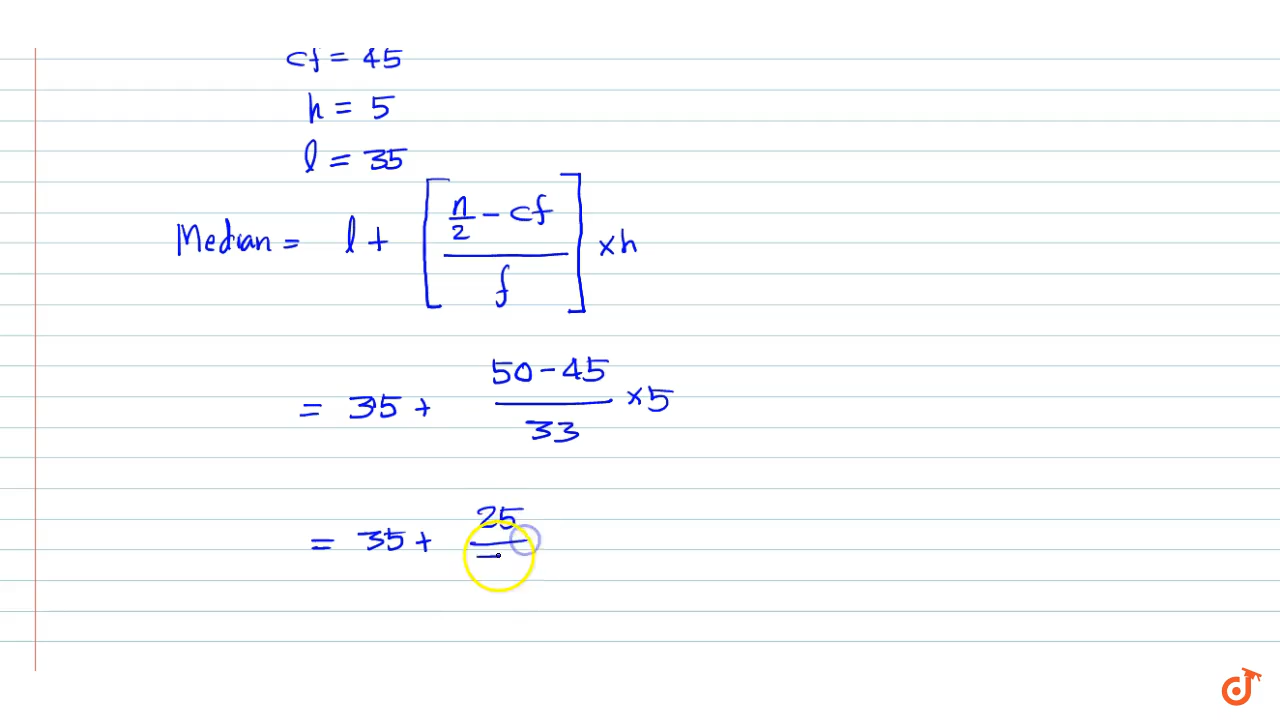 cf = 45
h = 5
l = 35
Median = l + [ (n/2 - cf) / f ] × h
= 35 + (50 - 45) / 33 × 5
= 35 + 25 /